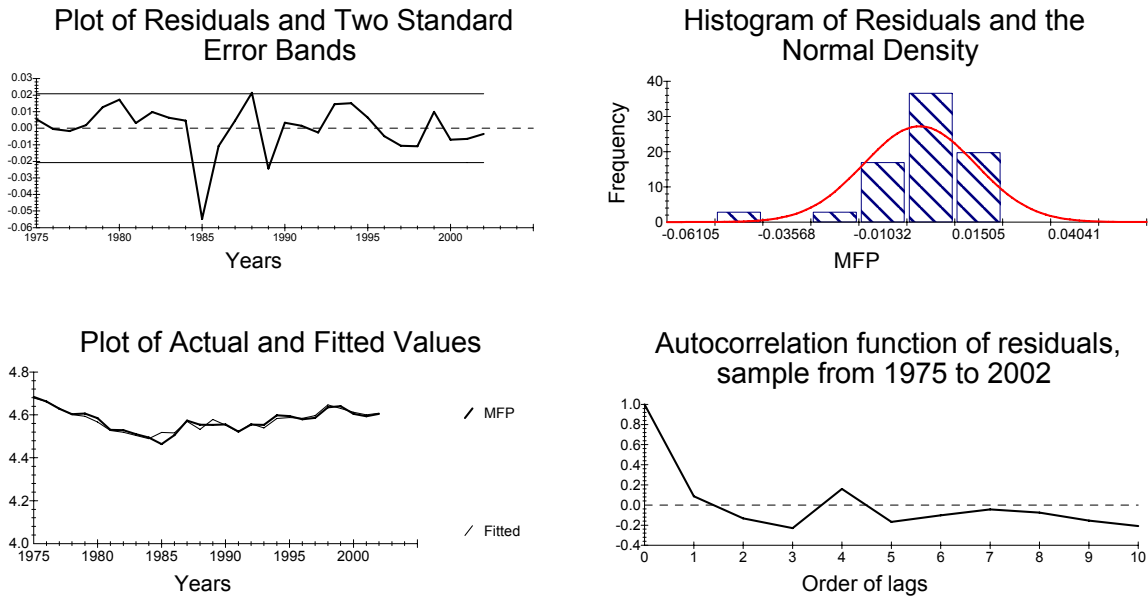 Plot of Residuals and Two Standard
Error Bands
0.03
0.02
0.01
0.00
-0.01
-0.02
-0.03
-0.04
-0.05
-0.06
1975 1980 1985 1990 1995 2000
Years
Histogram of Residuals and the
Normal Density
Frequency
40
30
20
10
0
-0.06105 -0.03568 -0.01032 0.01505 0.04041
MFP
Plot of Actual and Fitted Values
4.8
4.6
4.4
4.2
4.0
1975 1980 1985 1990 1995 2000
Years
MFP
Fitted
Autocorrelation function of residuals,
sample from 1975 to 2002
1.0
0.8
0.6
0.4
0.2
0.0
-0.2
-0.4
0 1 2 3 4 5 6 7 8 9 10
Order of lags